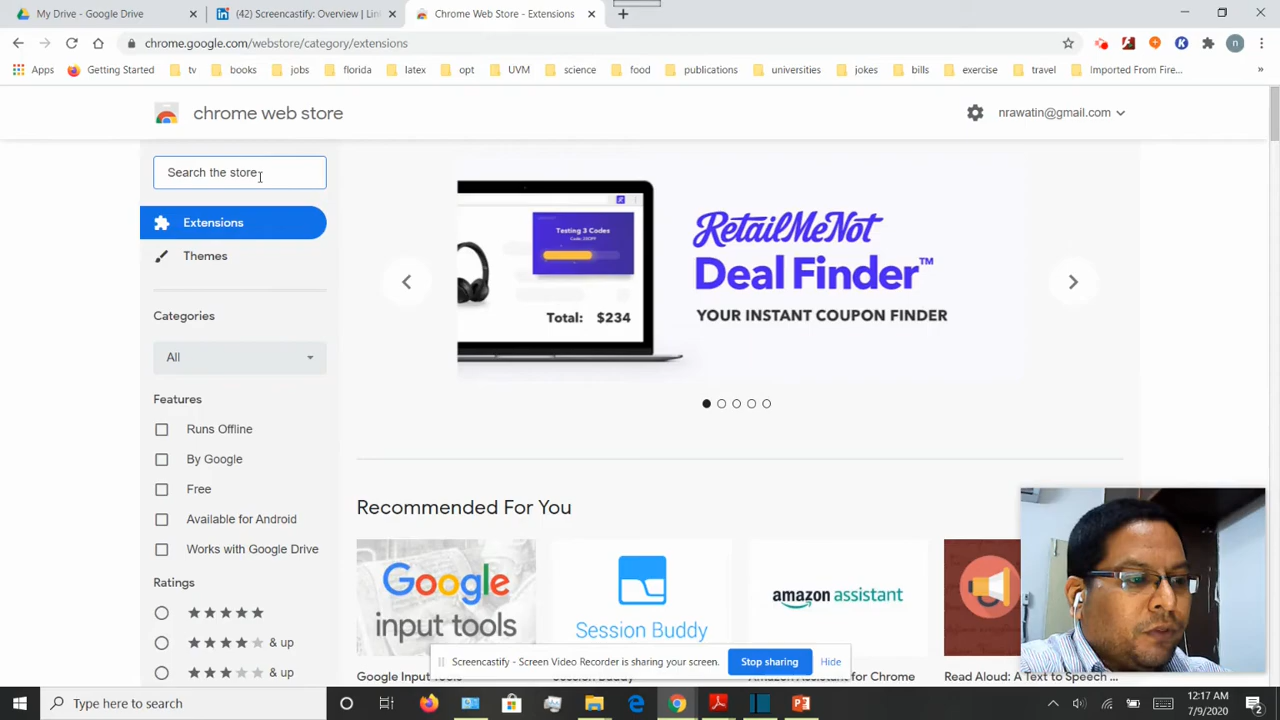 My Drive - Google Drive
(42) Screencastify: Overview | Lin
Chrome Web Store - Extensions
chrome.google.com/webstore/category/extensions
n
Apps
Getting Started
tv
books
jobs
florida
latex
opt
UVM
science
food
publications
universities
jokes
bills
exercise
travel
Imported From Fire...
chrome web store
nrawatin@gmail.com
Search the store
Extensions
Themes
Categories
All
Features
Runs Offline
By Google
Free
Available for Android
Works with Google Drive
Ratings
& up
& up
Testing 3 Codes
Total: $234
RetailMeNot
Deal Finder™
YOUR INSTANT COUPON FINDER
Recommended For You
Google
input tools
Session Buddy
amazon assistant
Google Input Tools
Amazon Assistant for Chrome
Read Aloud: A Text to Speech ...
Screencastify - Screen Video Recorder is sharing your screen.
Stop sharing
Hide
Type here to search
12:17 AM
7/9/2020
2